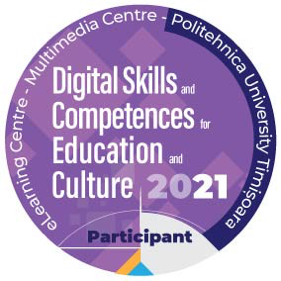 eLearning Centre - Multimedia Centre - Politehnica University Timișoara
Digital Skills and
Competences for
Education and
Culture 2021
Participant